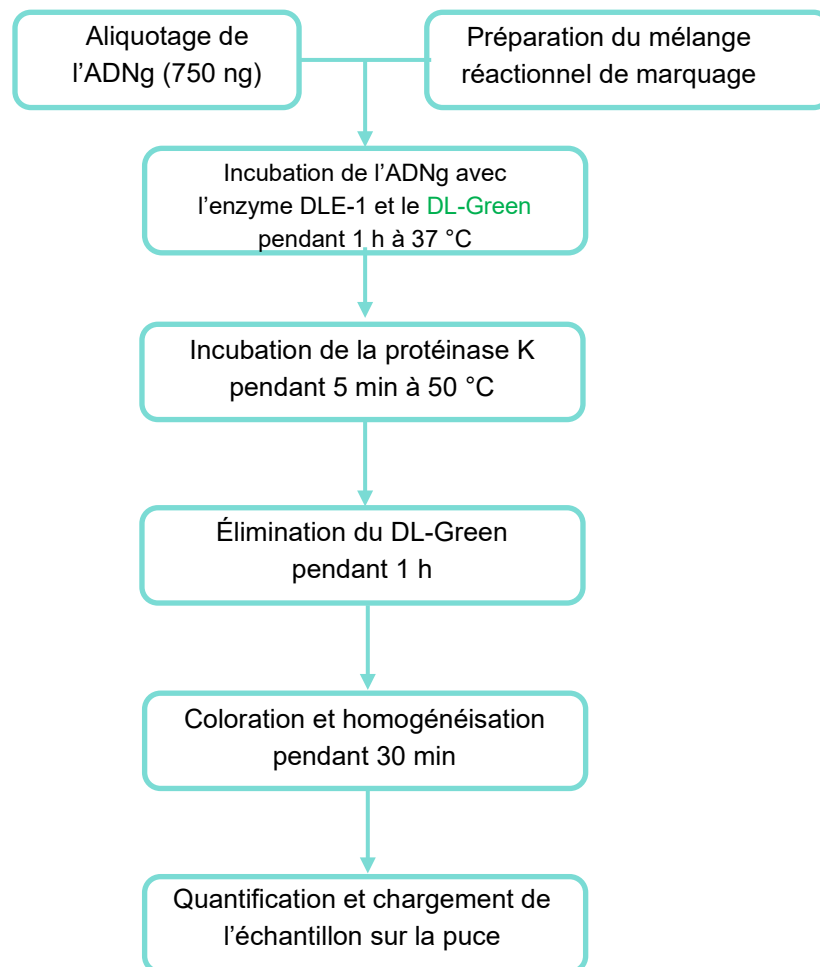 Aliquotage de
l’ADNg (750 ng)
Préparation du mélange
réactionnel de marquage
Incubation de l’ADNg avec
l’enzyme DLE-1 et le DL-Green
pendant 1 h à 37 °C
Incubation de la protéinase K
pendant 5 min à 50 °C
Élimination du DL-Green
pendant 1 h
Coloration et homogénéisation
pendant 30 min
Quantification et chargement de
l’échantillon sur la puce